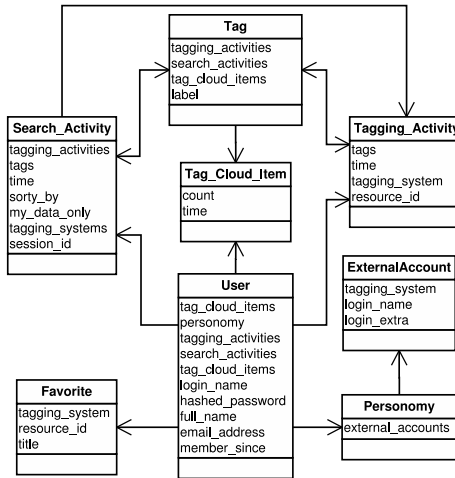 Tag
tagging_activities
search_activities
tag_cloud_items
label
Search_Activity
tagging_activities
tags
time
sorty_by
my_data_only
tagging_systems
session_id
Tagging_Activity
tags
time
tagging_system
resource_id
Tag_Cloud_Item
count
time
User
tag_cloud_items
personomy
tagging_activities
search_activities
tag_cloud_items
login_name
hashed_password
full_name
email_address
member_since
ExternalAccount
tagging_system
login_name
login_extra
Favorite
tagging_system
resource_id
title
Personomy
external_accounts